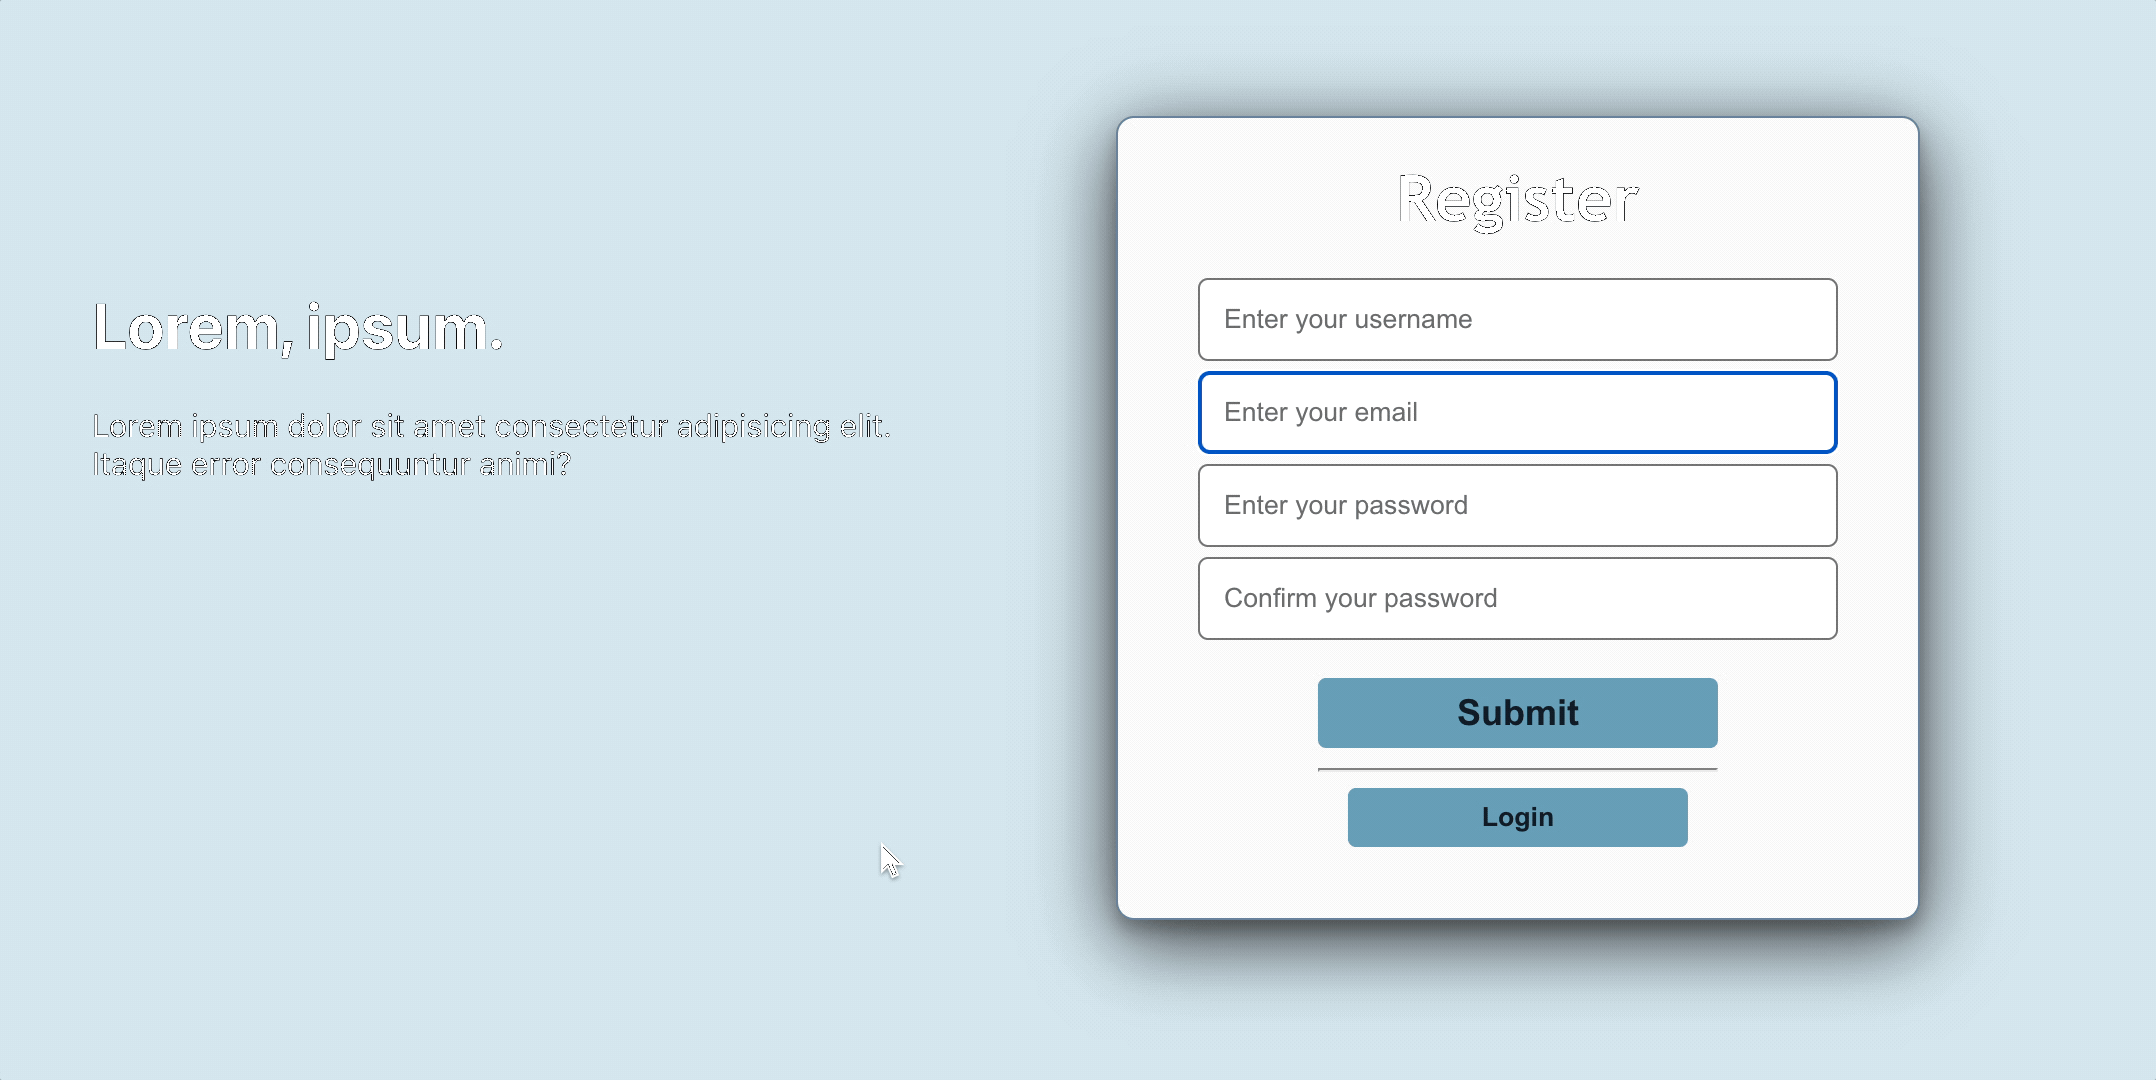 Lorem, ipsum.
Lorem ipsum dolor sit amet consectetur adipisicing elit.
Itaque error consequuntur animi?
Register
Enter your username
Enter your email
Enter your password
Confirm your password
Submit
Login